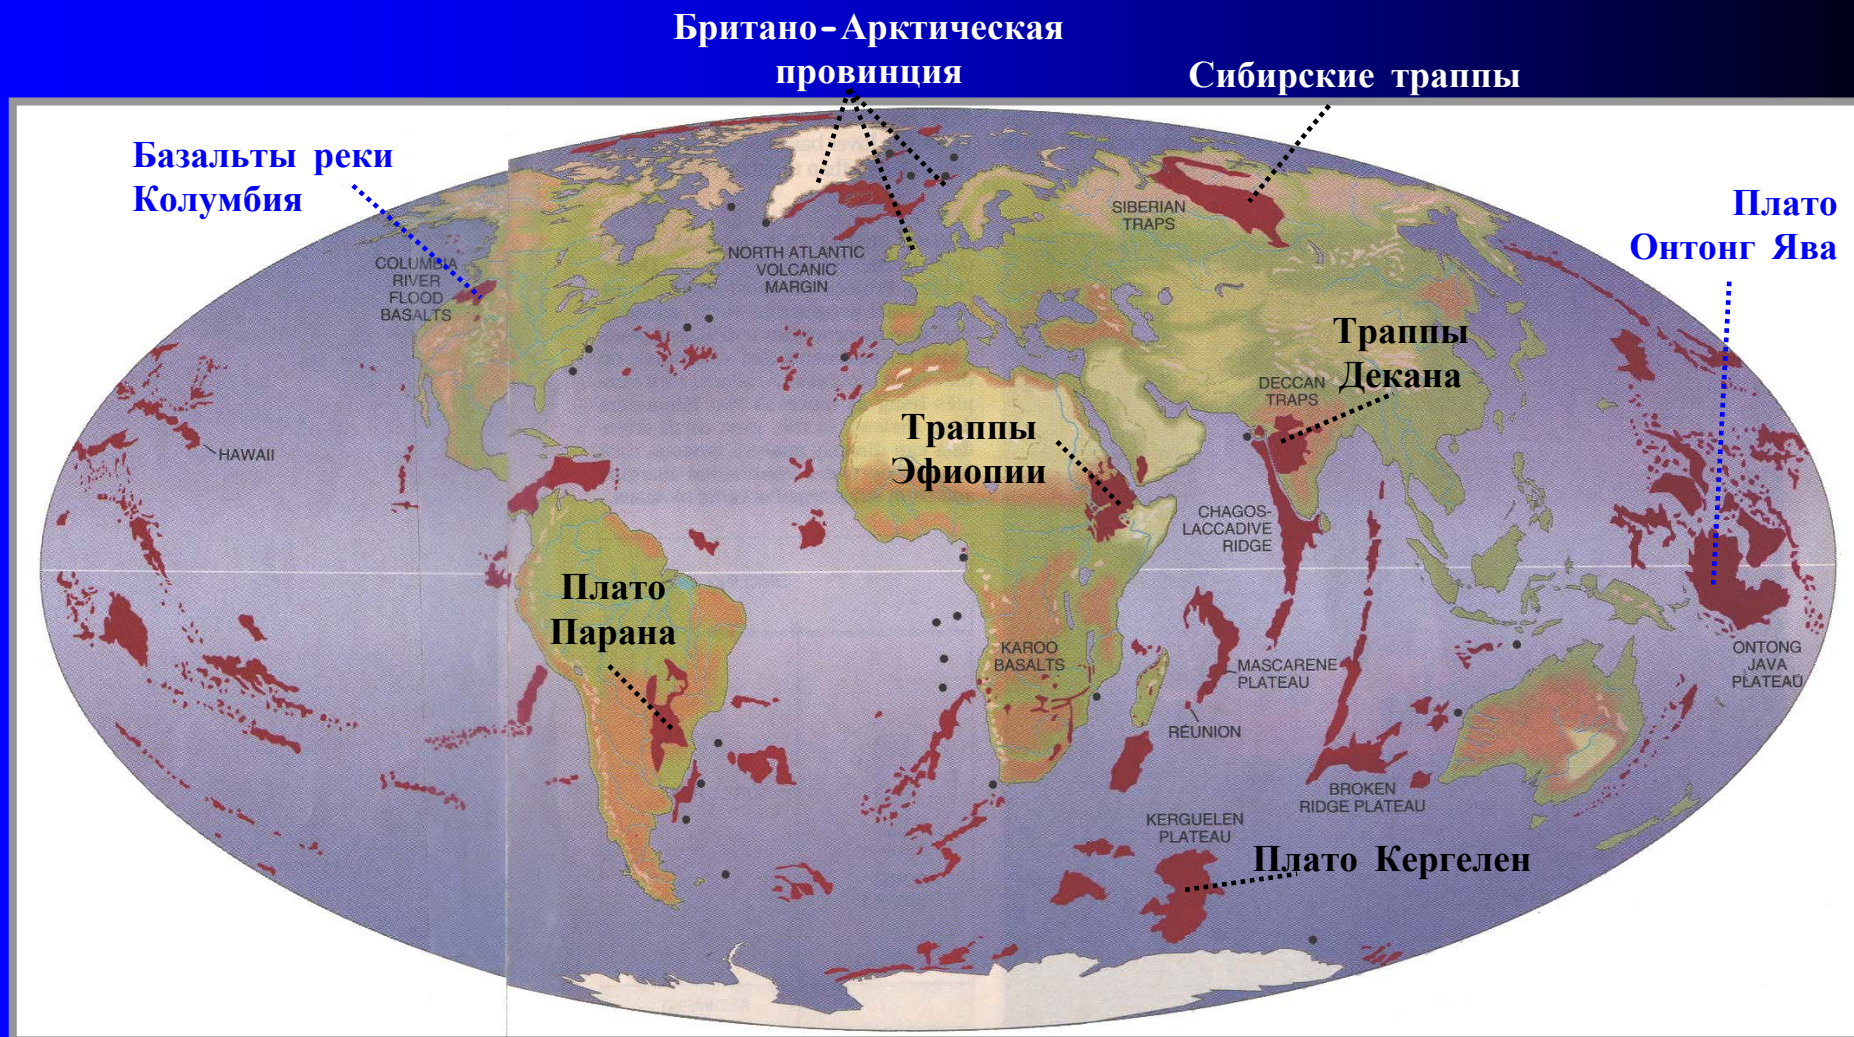 Британо-Арктическая
провинция
Сибирские траппы
Базальты реки
Колумбия
Плато
Онтонг Ява
SIBERIAN
TRAPS
NORTH ATLANTIC
VOLCANIC
MARGIN
COLUMBIA
RIVER
FLOOD
BASALTS
Траппы
Декана
DECCAN
TRAPS
Траппы
Эфиопии
HAWAII
CHAGOS-
LACCADIVE
RIDGE
Плато
Парана
KAROO
BASALTS
MASCARENE
PLATEAU
ONTONG
JAVA
PLATEAU
RÉUNION
BROKEN
RIDGE PLATEAU
KERGUELEN
PLATEAU
Плато Кергелен